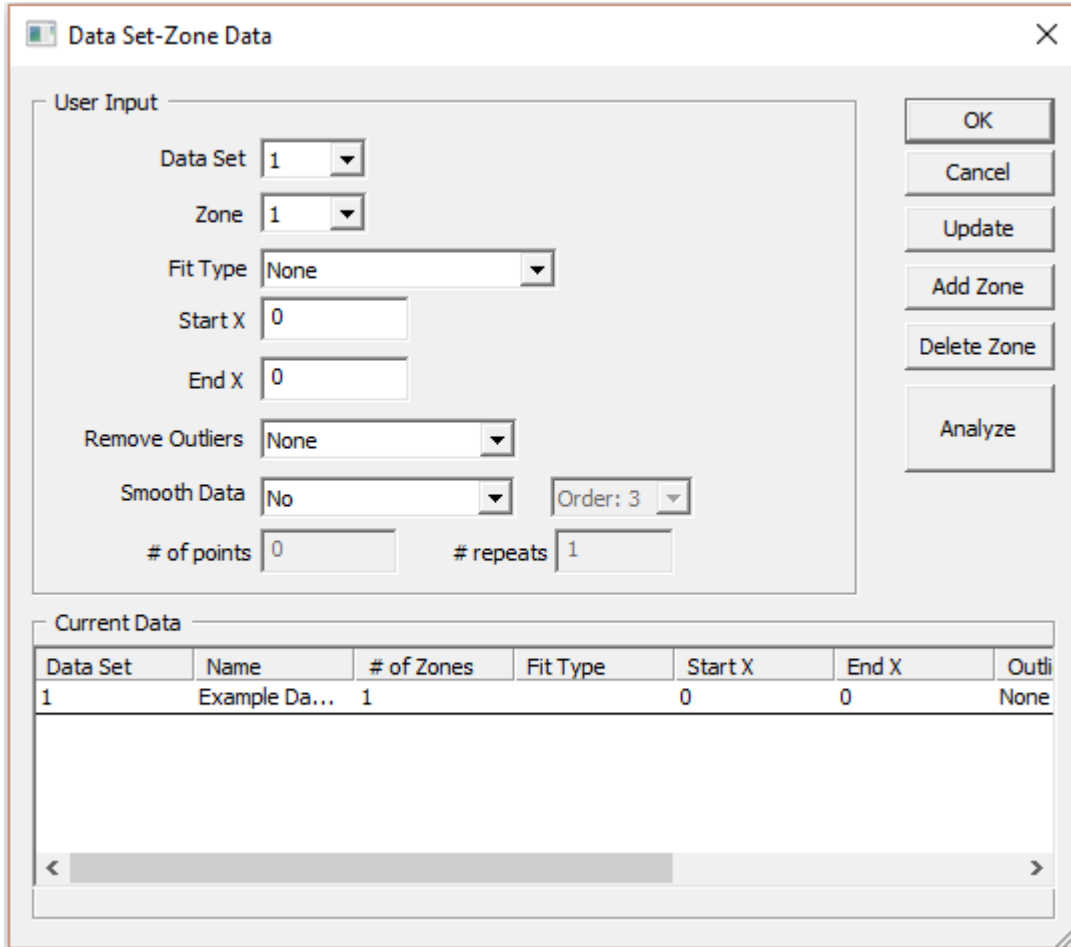 Data Set-Zone Data
User Input
Data Set 1
Zone 1
Fit Type None
Start X 0
End X 0
Remove Outliers None
Smooth Data No Order: 3
# of points 0 # repeats 1
OK
Cancel
Update
Add Zone
Delete Zone
Analyze
Current Data
Data Set Name # of Zones Fit Type Start X End X Outli
1 Example Da... 1 0 0 None